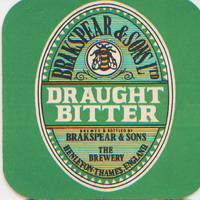 BRAKSPEAR & SONS LTD
DRAUGHT
BITTER
BREWED & BOTTLED BY
BRAKSPEAR & SONS
THE
BREWERY
HENLEY-ON-THAMES, ENGLAND